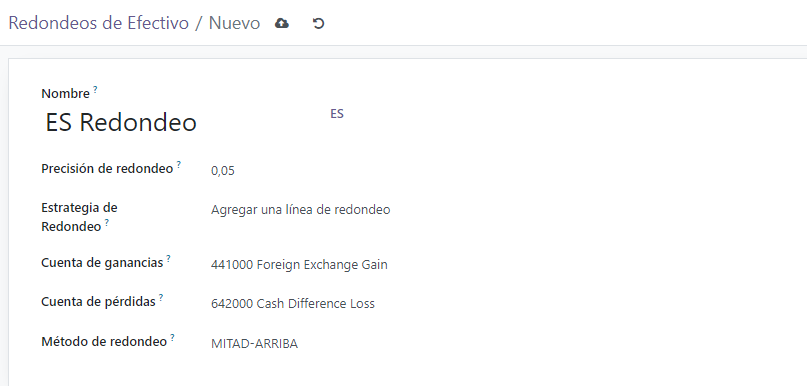 Redondeos de Efectivo / Nuevo
Nombre ?
ES Redondeo ES
Precisión de redondeo ? 0,05
Estrategia de Redondeo ? Agregar una línea de redondeo
Cuenta de ganancias ? 441000 Foreign Exchange Gain
Cuenta de pérdidas ? 642000 Cash Difference Loss
Método de redondeo ? MITAD-ARRIBA